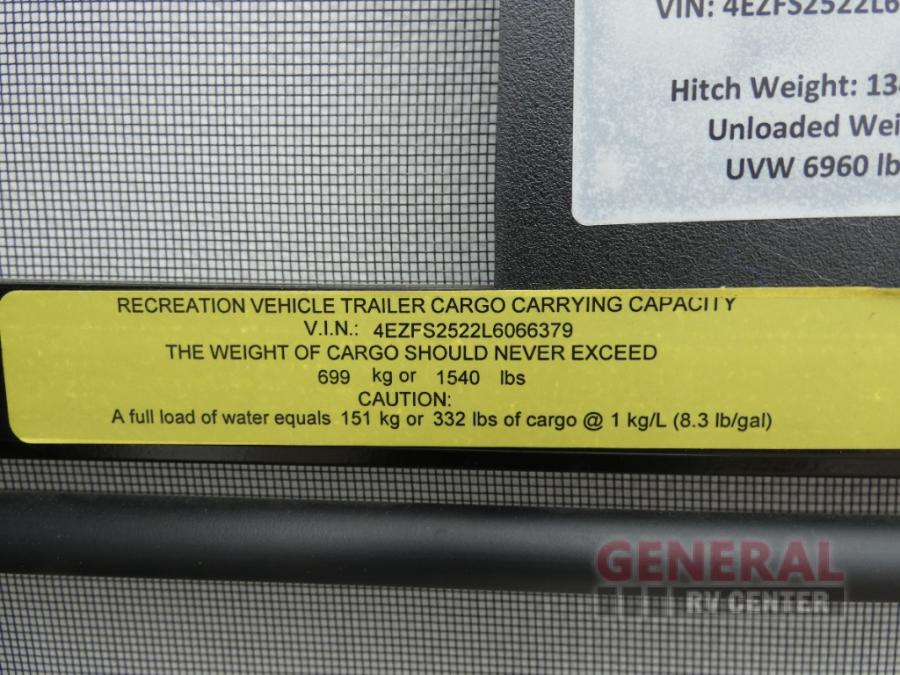 VIN: 4EZFS2522L6
Hitch Weight: 134
Unloaded Wei
UVW 6960 lb
RECREATION VEHICLE TRAILER CARGO CARRYING CAPACITY
V.I.N.: 4EZFS2522L6066379
THE WEIGHT OF CARGO SHOULD NEVER EXCEED
699 kg or 1540 lbs
CAUTION:
A full load of water equals 151 kg or 332 lbs of cargo @ 1 kg/L (8.3 lb/gal)
GENERAL
RV CENTER